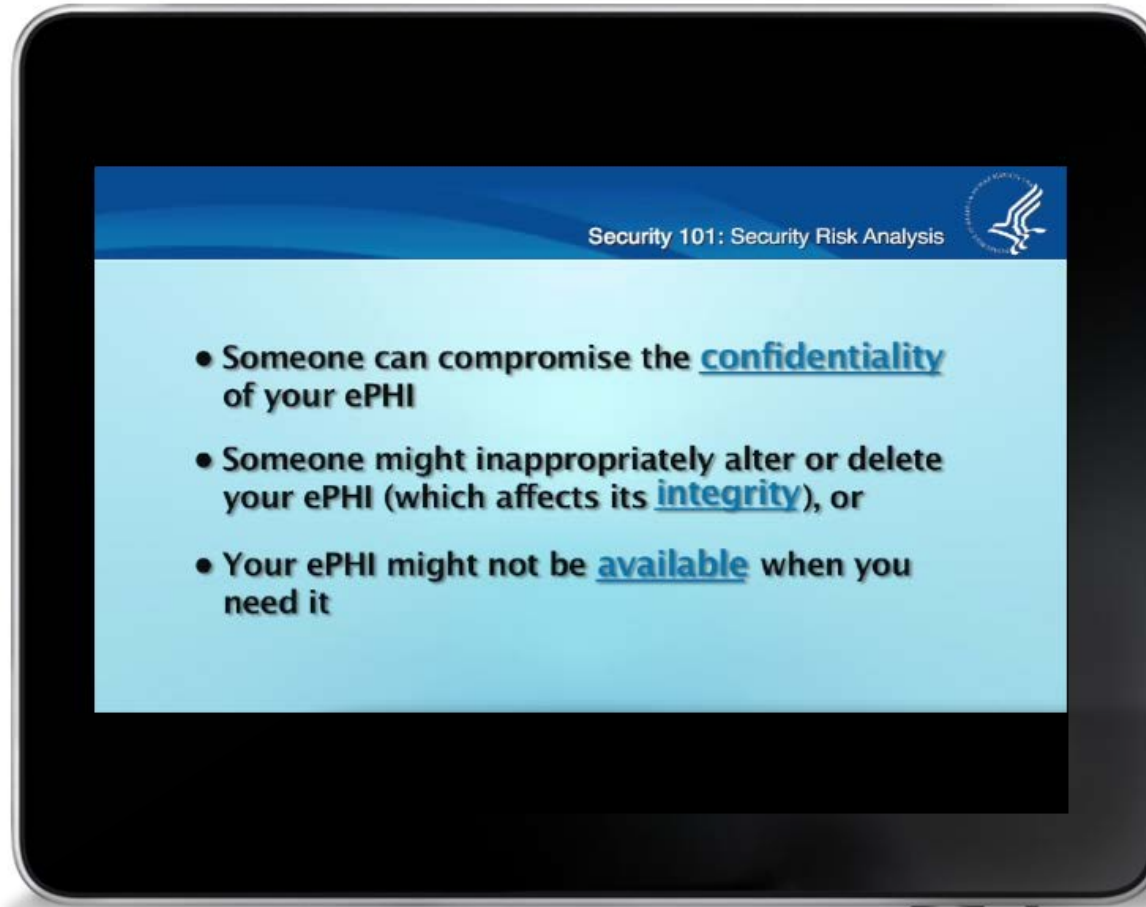 Security 101: Security Risk Analysis
• Someone can compromise the confidentiality
of your ePHI
• Someone might inappropriately alter or delete
your ePHI (which affects its integrity), or
• Your ePHI might not be available when you
need it